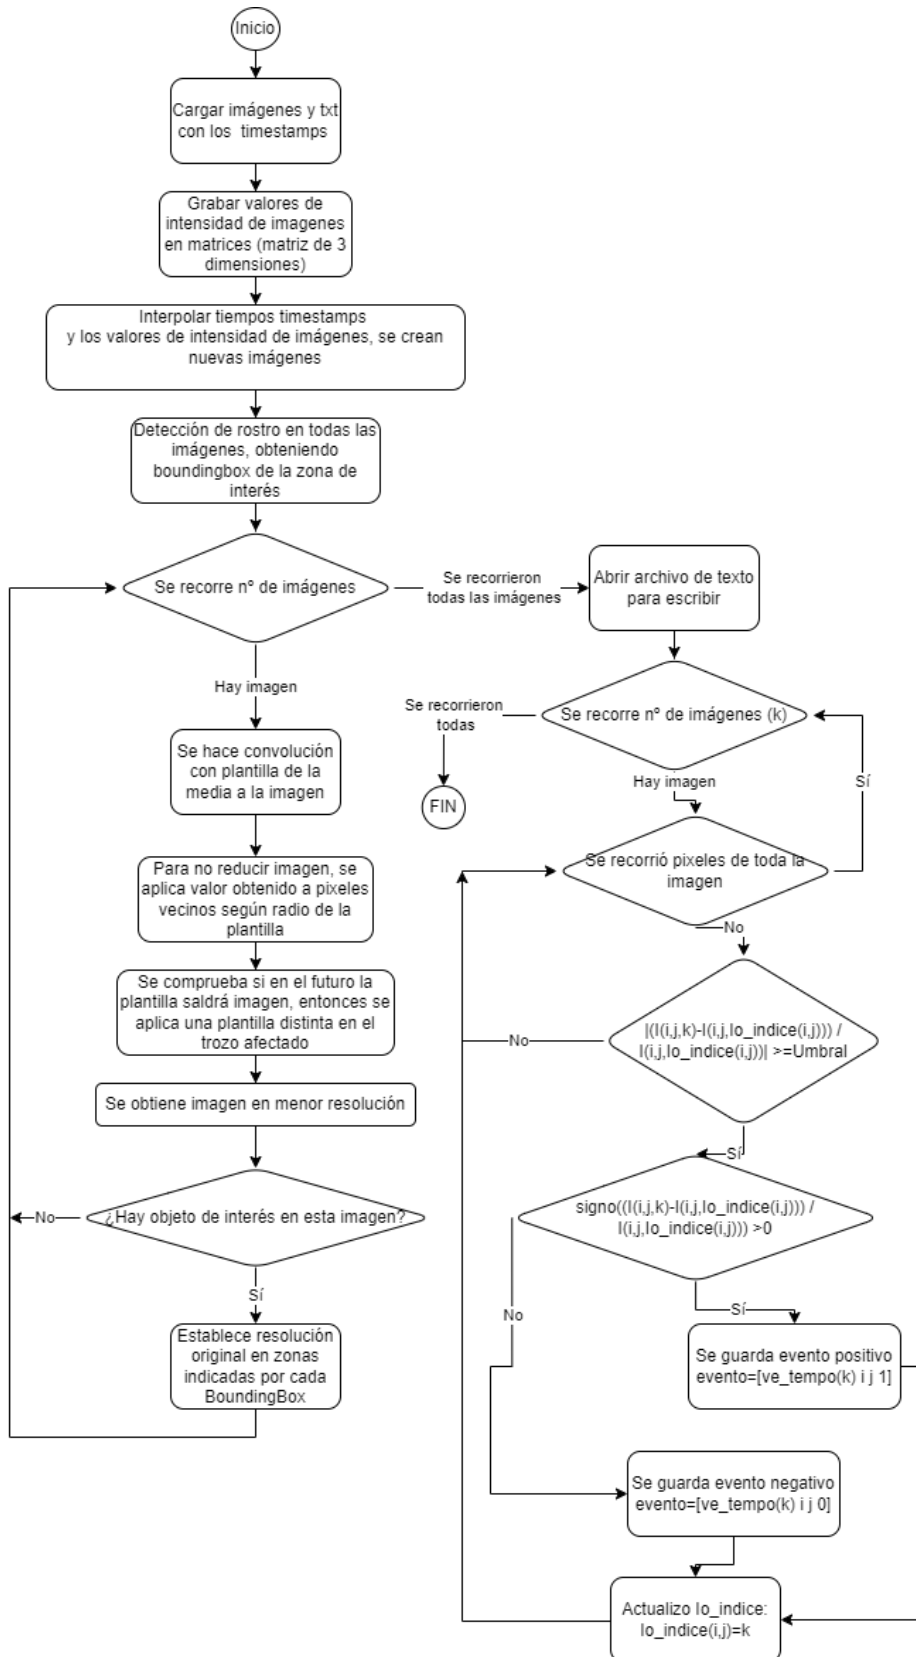 Inicio
Cargar imágenes y txt
con los timestamps
Grabar valores de
intensidad de imagenes
en matrices (matriz de 3
dimensiones)
Interpolar tiempos timestamps
y los valores de intensidad de imágenes, se crean
nuevas imágenes
Detección de rostro en todas las
imágenes, obteniendo
boundingbox de la zona de
interés
Se recorre nº de imágenes
Hay imagen
Se hace convolución
con plantilla de la
media a la imagen
Para no reducir imagen, se
aplica valor obtenido a pixeles
vecinos según radio de la
plantilla
Se comprueba si en el futuro la
plantilla saldrá imagen, entonces se
aplica una plantilla distinta en el
trozo afectado
Se obtiene imagen en menor resolución
¿Hay objeto de interés en esta imagen?
No
Sí
Establece resolución
original en zonas
indicadas por cada
BoundingBox
Se recorrieron
todas las imágenes
Abrir archivo de texto
para escribir
Se recorre nº de imágenes (k)
Se recorrieron
todas
FIN
Hay imagen
Sí
Se recorrió pixeles de toda la
imagen
No
|(I(i,j,k)-I(i,j,Io_indice(i,j))) /
I(i,j,Io_indice(i,j))| >=Umbral
No
Sí
signo((I(i,j,k)-I(i,j,Io_indice(i,j))) /
I(i,j,Io_indice(i,j))) >0
No
Sí
Se guarda evento positivo
evento=[ve_tempo(k) i j 1]
Se guarda evento negativo
evento=[ve_tempo(k) i j 0]
Actualizo Io_indice:
Io_indice(i,j)=k